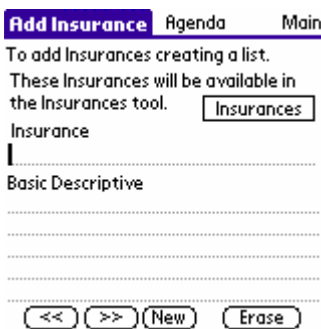 Add Insurance Agenda Main
To add Insurances creating a list.
These Insurances will be available in
the Insurances tool. Insurances
Insurance
Basic Descriptive
<< >> New Erase